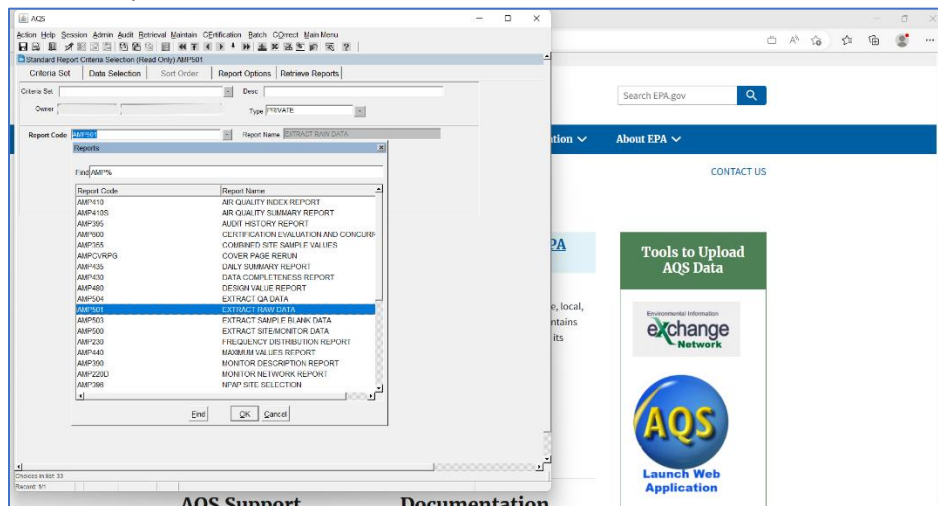 AQS
Action Help Session Admin Audit Retrieval Maintain CErtification Batch COrrect Main Menu
Standard Report Criteria Selection (Read Only) AMP501
Criteria Set Data Selection Sort Order Report Options Retrieve Reports
Criteria Set Desc
Owner Type PRIVATE
Report Code AMP501 Report Name EXTRACT RAW DATA
Reports
Find AMP%
Report Code Report Name
AMP410 AIR QUALITY INDEX REPORT
AMP410S AIR QUALITY SUMMARY REPORT
AMP395 AUDIT HISTORY REPORT
AMP600 CERTIFICATION EVALUATION AND CONCURR
AMP355 COMBINED SITE SAMPLE VALUES
AMPCVRPG COVER PAGE RERUN
AMP435 DAILY SUMMARY REPORT
AMP430 DATA COMPLETENESS REPORT
AMP480 DESIGN VALUE REPORT
AMP504 EXTRACT QA DATA
AMP501 EXTRACT RAW DATA
AMP503 EXTRACT SAMPLE BLANK DATA
AMP500 EXTRACT SITE/MONITOR DATA
AMP230 FREQUENCY DISTRIBUTION REPORT
AMP440 MAXIMUM VALUES REPORT
AMP390 MONITOR DESCRIPTION REPORT
AMP220D MONITOR NETWORK REPORT
AMP398 NPAP SITE SELECTION
Find OK Cancel
Choices in list: 33
Record: 1/1
Search EPA.gov
ation About EPA
CONTACT US
PA
e, local,
ntains
its
Tools to Upload
AQS Data
Environmental Information
exchange
Network
AQS
Launch Web
Application
AQS Support Documentation